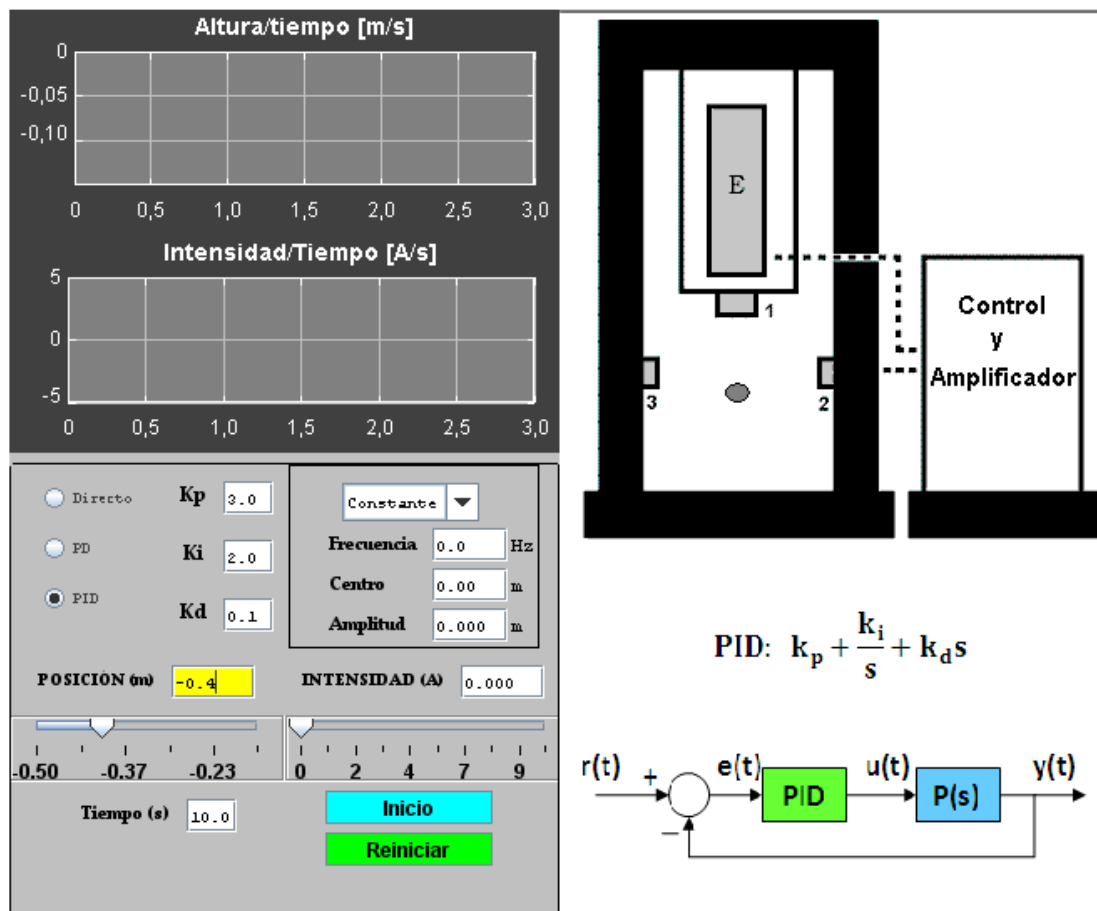 Altura/tiempo [m/s]
0
-0,05
-0,10
0 0,5 1,0 1,5 2,0 2,5 3,0
Intensidad/Tiempo [A/s]
5
0
-5
0 0,5 1,0 1,5 2,0 2,5 3,0
Directo Kp 3.0
PD Ki 2.0
PID Kd 0.1
Constante
Frecuencia 0.0 Hz
Centro 0.00 m
Amplitud 0.000 m
POSICIÓN (m) -0.4
INTENSIDAD (A) 0.000
-0.50 -0.37 -0.23
0 2 4 7 9
Tiempo (s) 10.0
Inicio
Reiniciar
E
1
3
2
Control
y
Amplificador
PID: kp + ki/s + kds
r(t) + e(t) PID u(t) P(s) y(t)
−